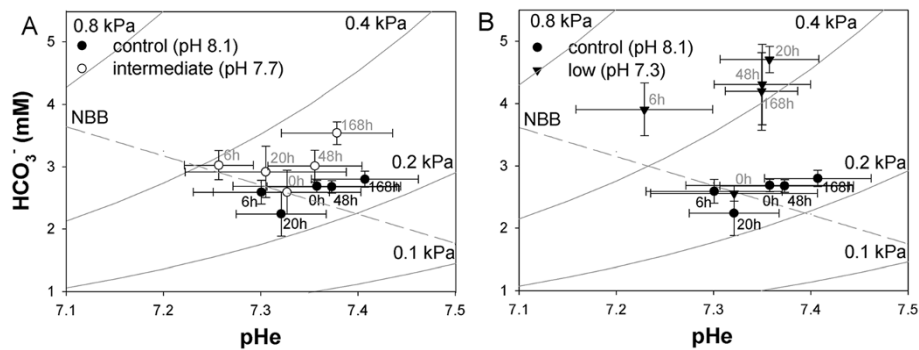 A
0.8 kPa
0.4 kPa
control (pH 8.1)
intermediate (pH 7.7)
NBB
168h
6h
20h
48h
0h
0.2 kPa
6h
0h
48h
168h
20h
0.1 kPa
HCO₃⁻ (mM)
5
4
3
2
1
7.1
7.2
7.3
7.4
7.5
pHe
B
0.8 kPa
0.4 kPa
control (pH 8.1)
low (pH 7.3)
20h
48h
6h
168h
NBB
0.2 kPa
0h
6h
0h
48h
168h
20h
0.1 kPa
5
4
3
2
1
7.1
7.2
7.3
7.4
7.5
pHe